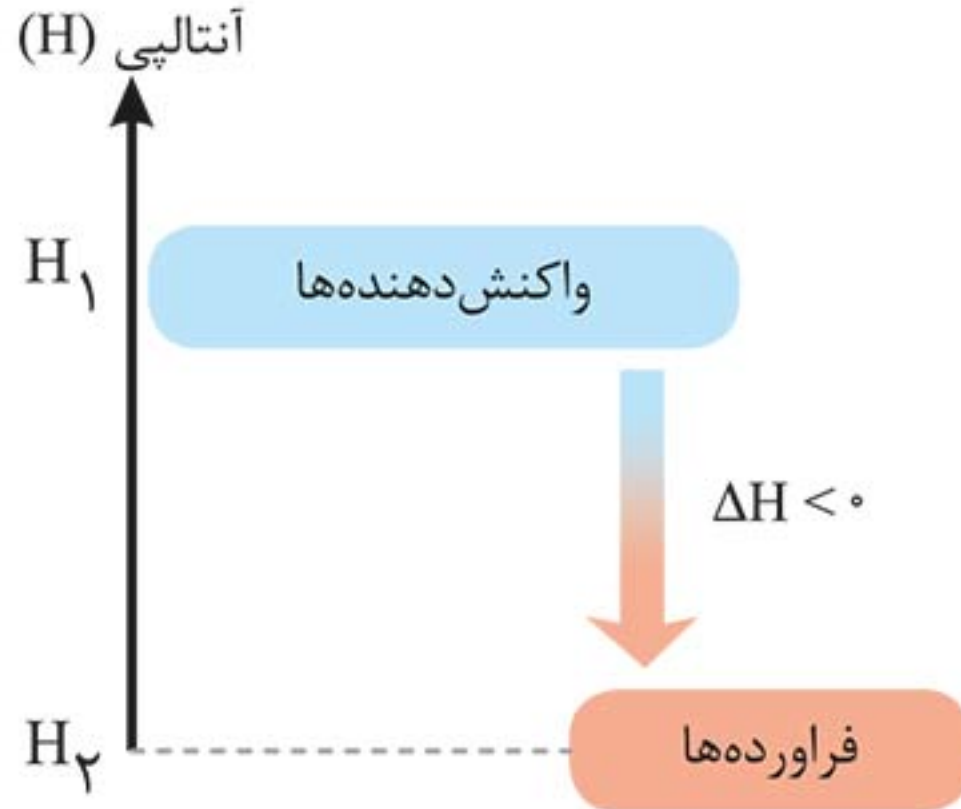 آنتالپی (H)
H۱
واکنش‌دهنده‌ها
ΔH < ۰
H۲
فراورده‌ها